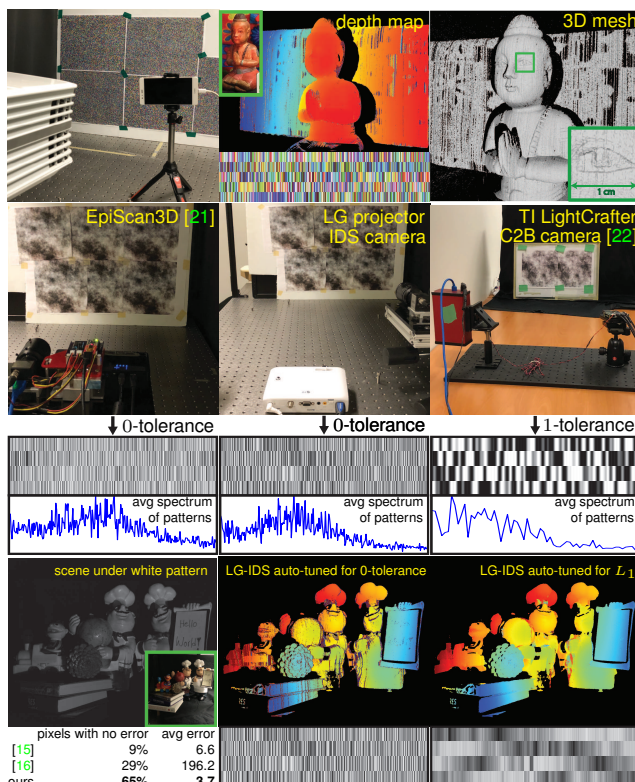 depth map
3D mesh
1 cm
EpiScan3D [21]
LG projector
IDS camera
TI LightCrafter
C2B camera [22]
0-tolerance
0-tolerance
1-tolerance
avg spectrum
of patterns
avg spectrum
of patterns
avg spectrum
of patterns
scene under white pattern
LG-IDS auto-tuned for 0-tolerance
LG-IDS auto-tuned for L1
Hello
World!
pixels with no error avg error
[15] 9% 6.6
[16] 29% 196.2
ours 65% 3.7